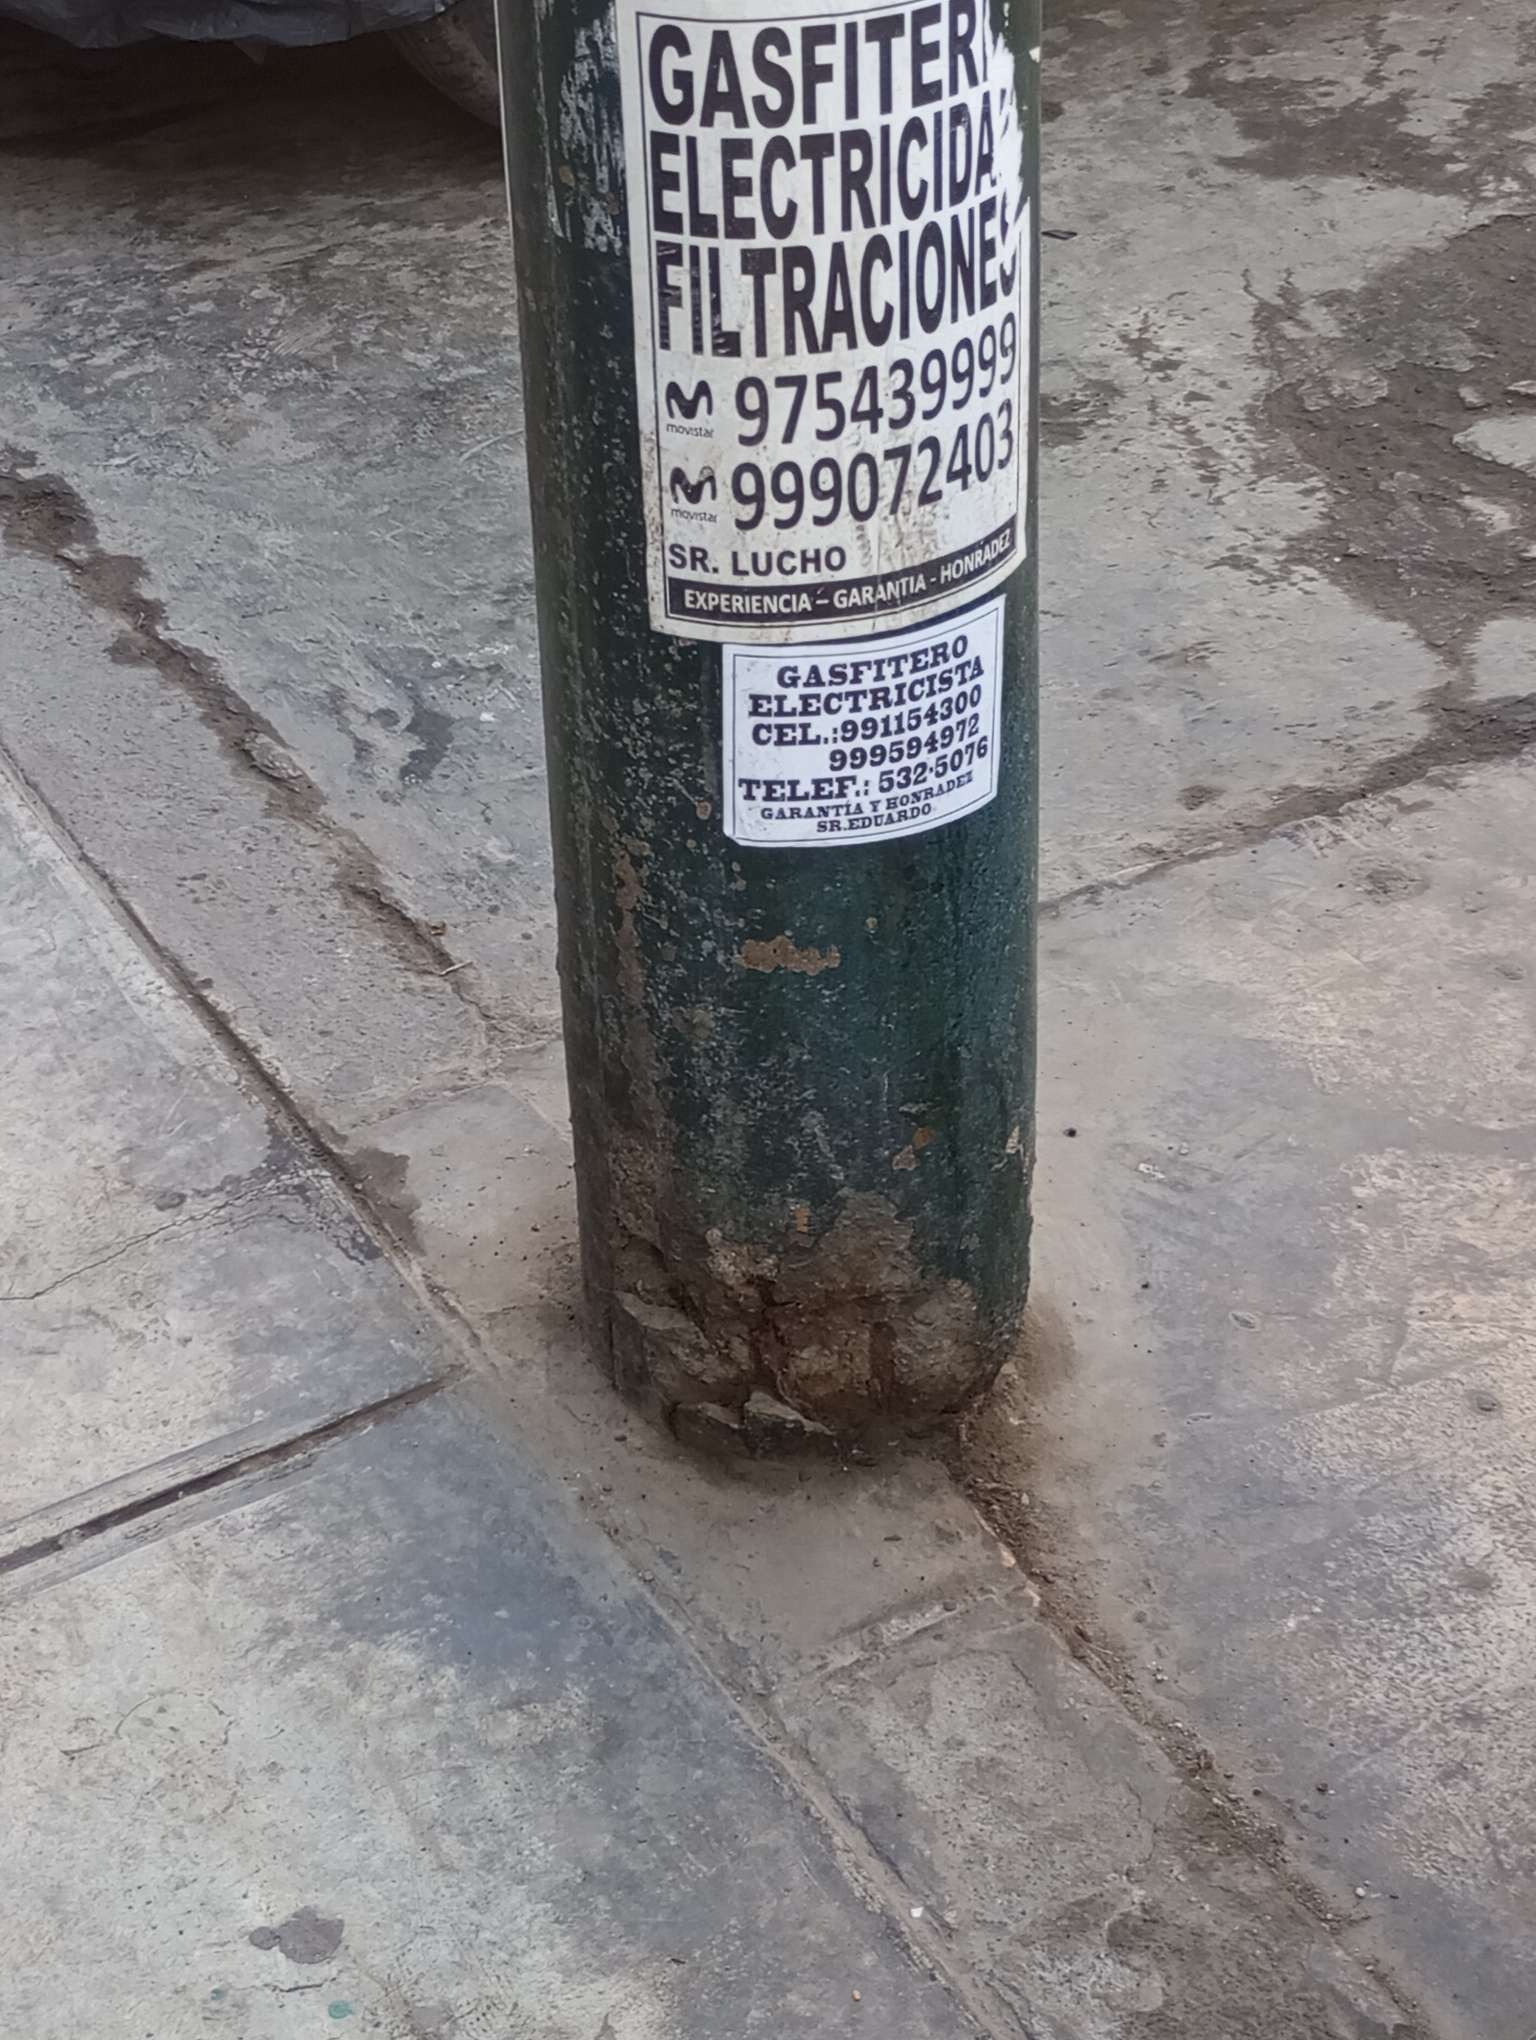 GASFITERI
ELECTRICIDA
FILTRACIONES
movistar 975439999
movistar 999072403
SR. LUCHO
EXPERIENCIA – GARANTIA - HONRADEZ
GASFITERO
ELECTRICISTA
CEL.:991154300
999594972
TELEF.: 532-5076
GARANTIA Y HONRADEZ
SR.EDUARDO